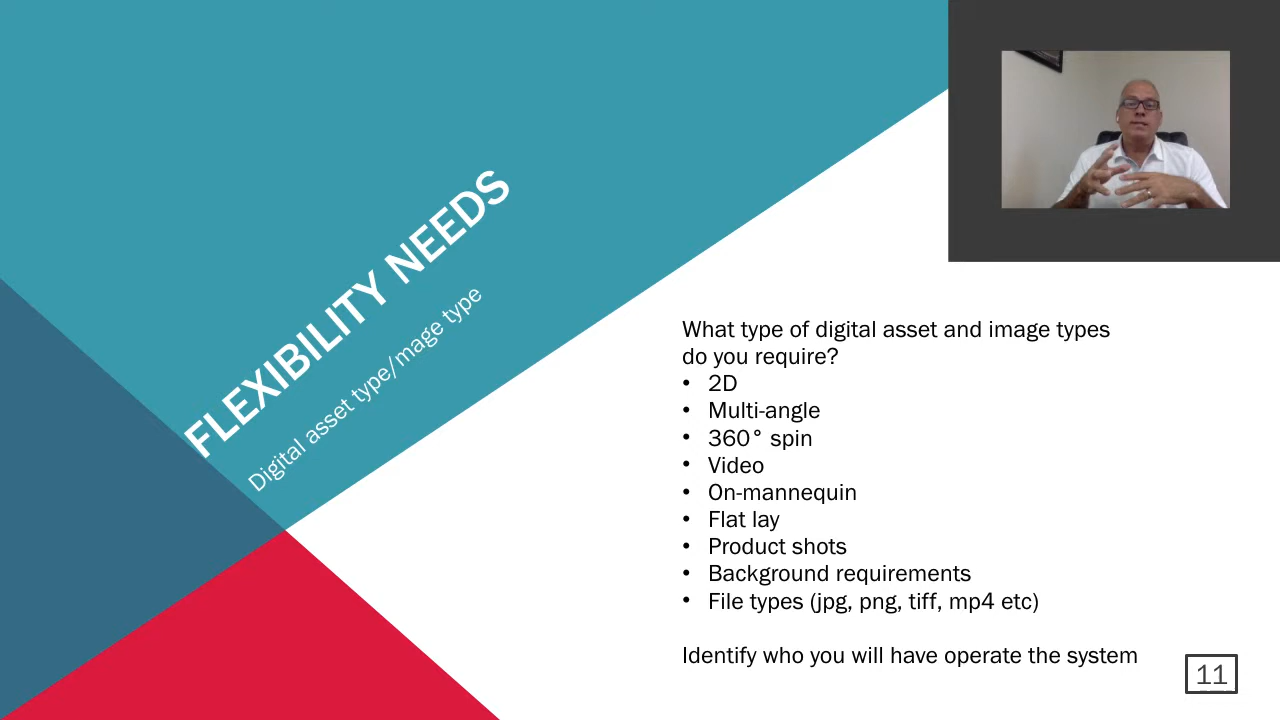 FLEXIBILITY NEEDS
Digital asset type/mage type
What type of digital asset and image types
do you require?
• 2D
• Multi-angle
• 360° spin
• Video
• On-mannequin
• Flat lay
• Product shots
• Background requirements
• File types (jpg, png, tiff, mp4 etc)
Identify who you will have operate the system
11